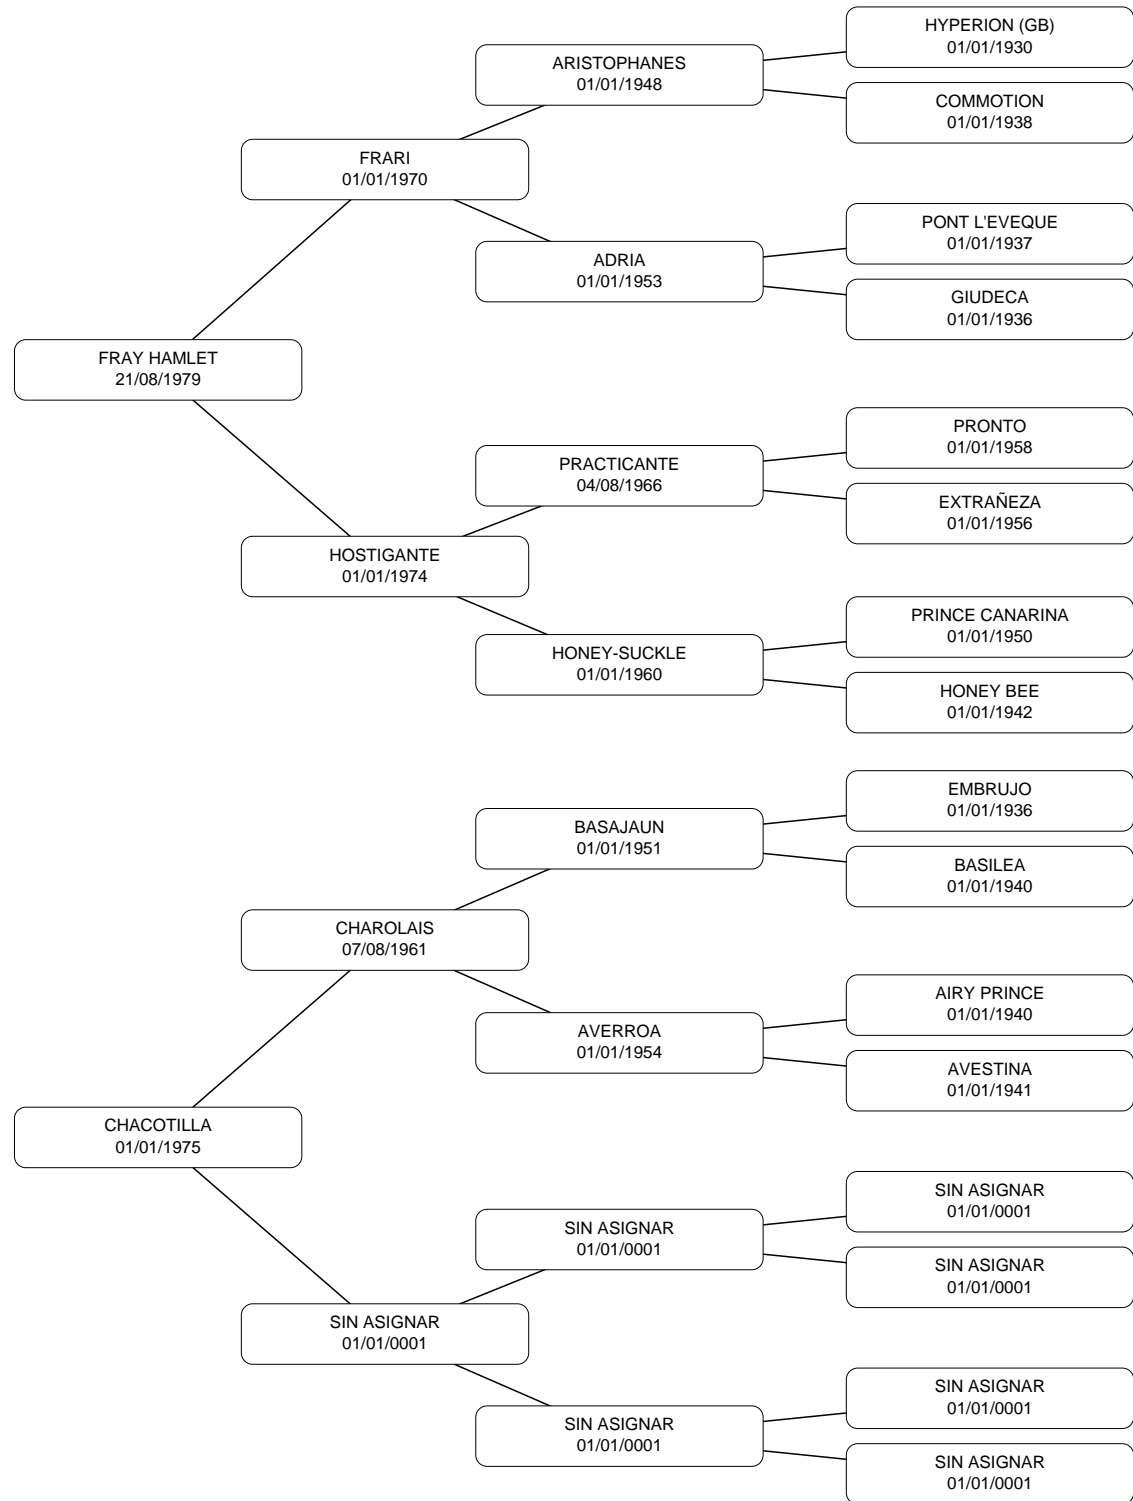 HYPERION (GB)
01/01/1930
ARISTOPHANES
01/01/1948
COMMOTION
01/01/1938
FRARI
01/01/1970
PONT L'EVEQUE
01/01/1937
ADRIA
01/01/1953
GIUDECA
01/01/1936
FRAY HAMLET
21/08/1979
PRONTO
01/01/1958
PRACTICANTE
04/08/1966
EXTRAÑEZA
01/01/1956
HOSTIGANTE
01/01/1974
PRINCE CANARINA
01/01/1950
HONEY-SUCKLE
01/01/1960
HONEY BEE
01/01/1942
EMBRUJO
01/01/1936
BASAJAUN
01/01/1951
BASILEA
01/01/1940
CHAROLAIS
07/08/1961
AIRY PRINCE
01/01/1940
AVERROA
01/01/1954
AVESTINA
01/01/1941
CHACOTILLA
01/01/1975
SIN ASIGNAR
01/01/0001
SIN ASIGNAR
01/01/0001
SIN ASIGNAR
01/01/0001
SIN ASIGNAR
01/01/0001
SIN ASIGNAR
01/01/0001
SIN ASIGNAR
01/01/0001
SIN ASIGNAR
01/01/0001